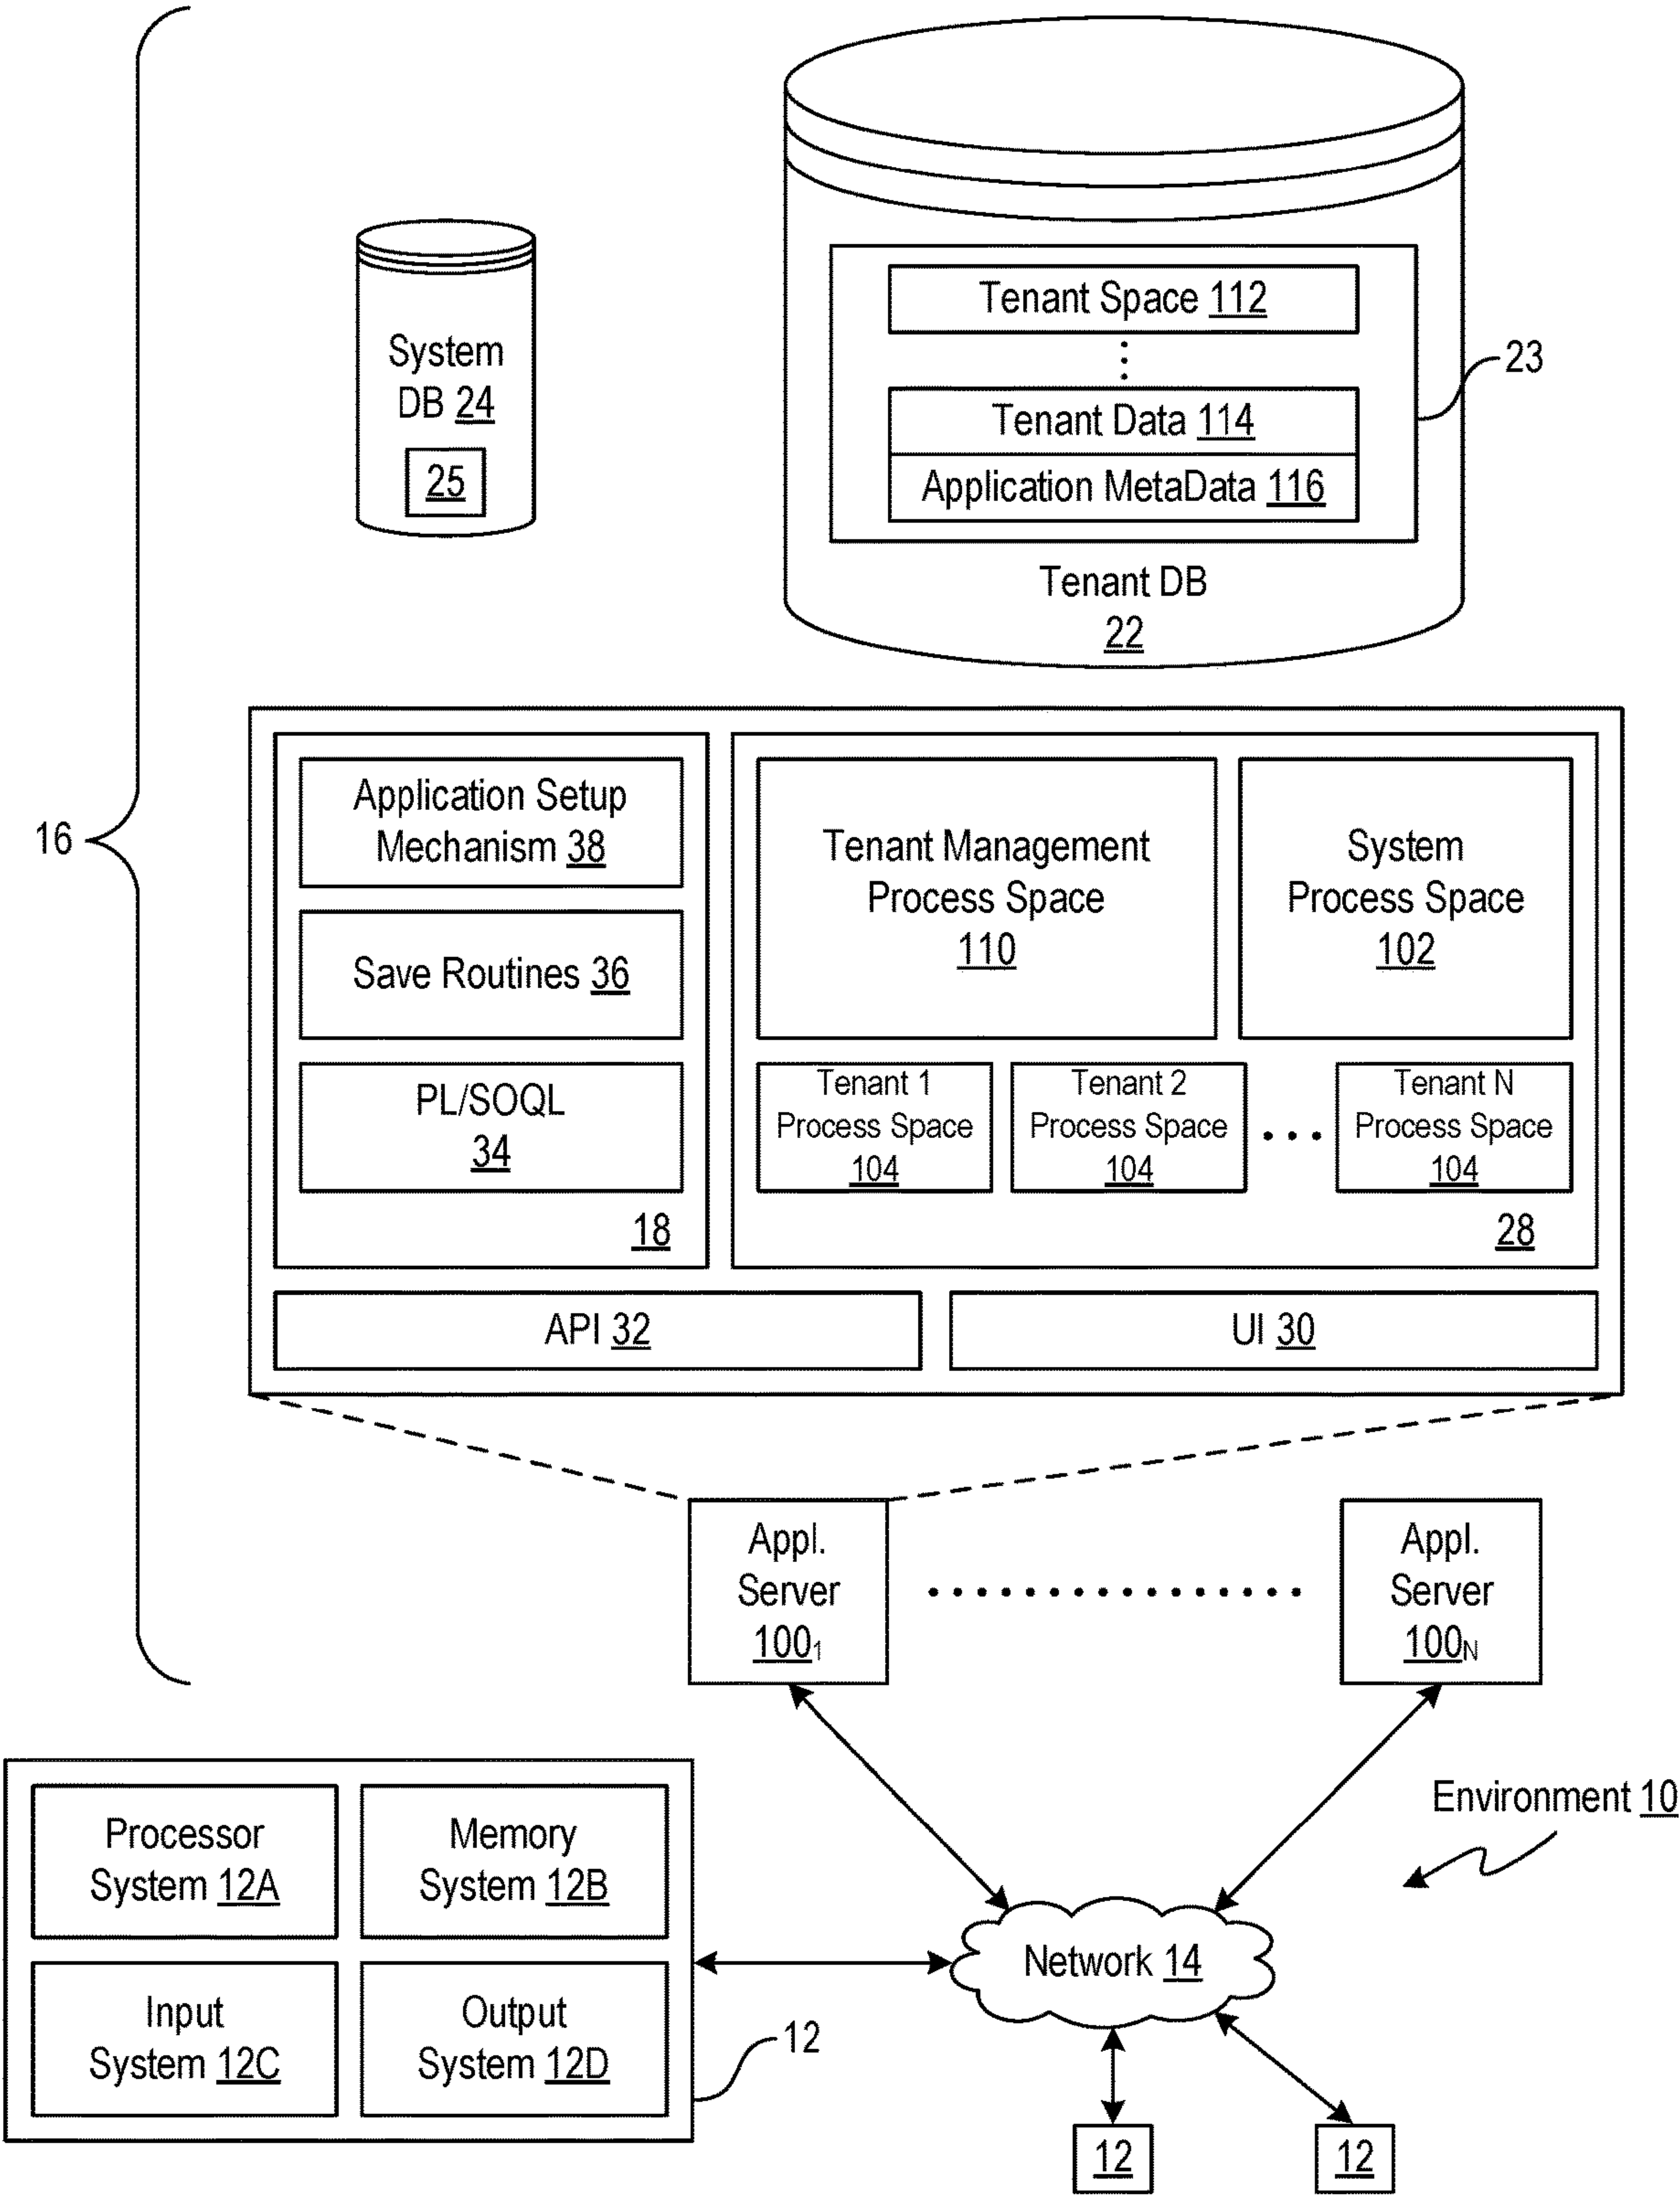 16
System
DB 24
25
Tenant Space 112
Tenant Data 114
Application MetaData 116
23
Tenant DB
22
Application Setup
Mechanism 38
Save Routines 36
PL/SOQL
34
18
Tenant Management
Process Space
110
System
Process Space
102
Tenant 1
Process Space
104
Tenant 2
Process Space
104
Tenant N
Process Space
104
28
API 32
UI 30
Appl.
Server
100₁
Appl.
Server
100N
Environment 10
Processor
System 12A
Memory
System 12B
Input
System 12C
Output
System 12D
12
Network 14
12
12